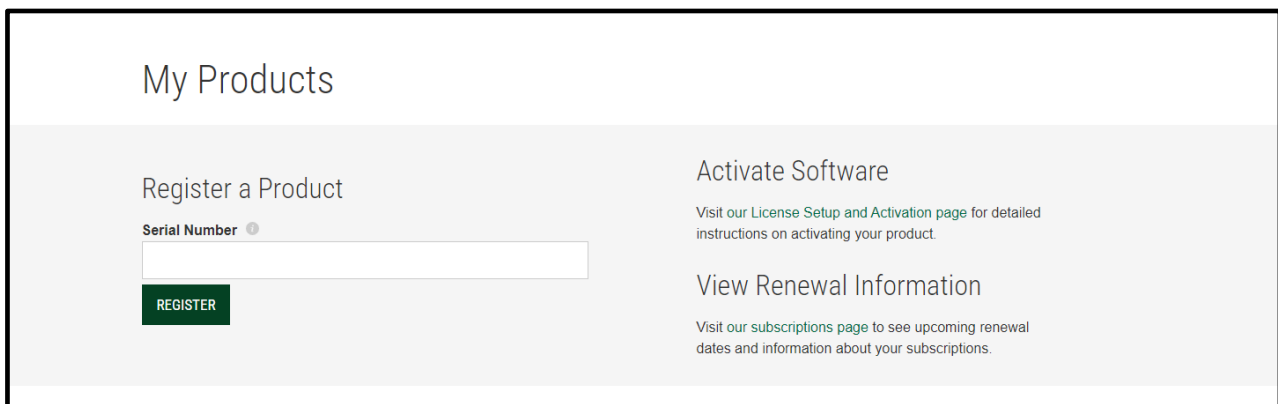 My Products
Register a Product
Serial Number
REGISTER
Activate Software
Visit our License Setup and Activation page for detailed
instructions on activating your product.
View Renewal Information
Visit our subscriptions page to see upcoming renewal
dates and information about your subscriptions.